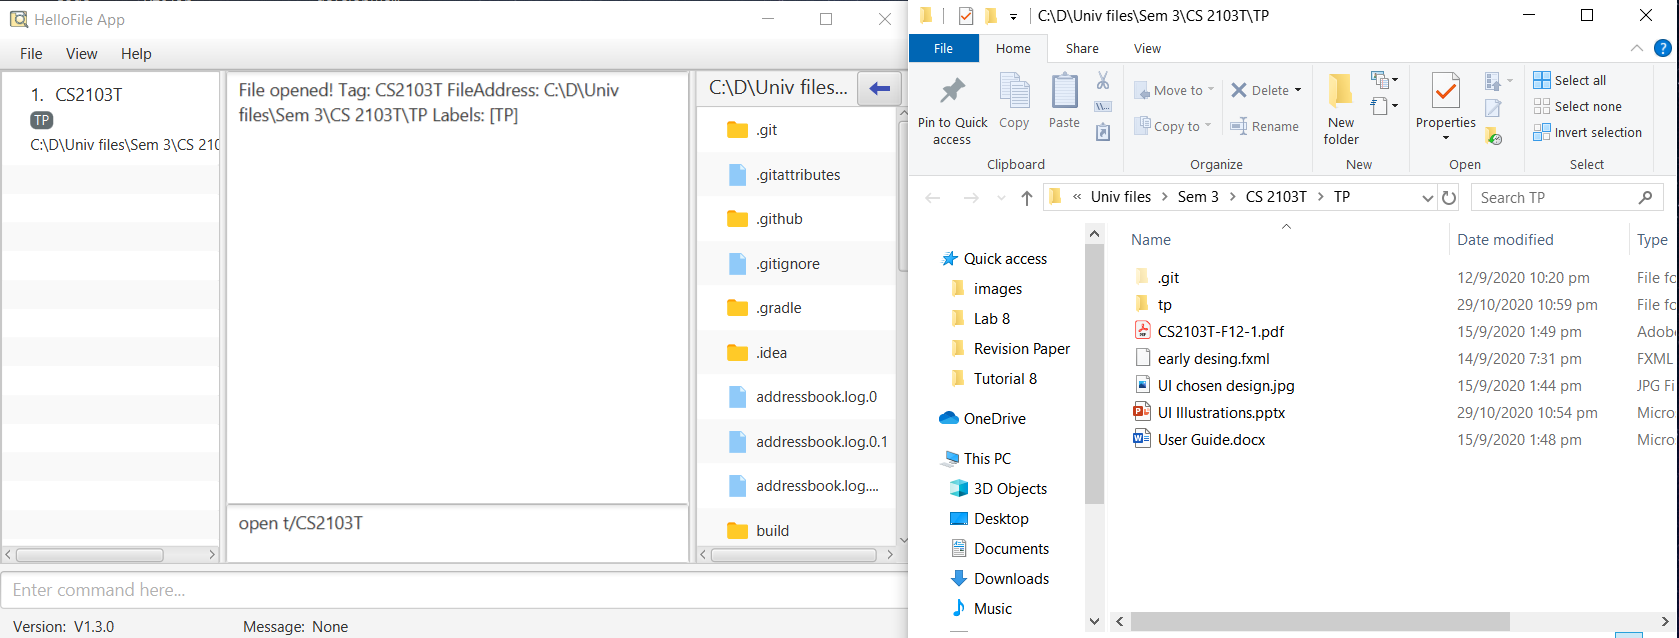 HelloFile App
File View Help
1. CS2103T
TP
C:\D\Univ files\Sem 3\CS 210
File opened! Tag: CS2103T FileAddress: C:\D\Univ
files\Sem 3\CS 2103T\TP Labels: [TP]
open t/CS2103T
C:\D\Univ files...
.git
.gitattributes
.github
.gitignore
.gradle
.idea
addressbook.log.0
addressbook.log.0.1
addressbook.log....
build
Enter command here...
Version: V1.3.0 Message: None
C:\D\Univ files\Sem 3\CS 2103T\TP
File Home Share View
Pin to Quick
access
Copy
Paste
Clipboard
Move to
Copy to
Delete
Rename
Organize
New
folder
New
Properties
Open
Select all
Select none
Invert selection
Select
« Univ files > Sem 3 > CS 2103T > TP
Search TP
Quick access
images
Lab 8
Revision Paper
Tutorial 8
OneDrive
This PC
3D Objects
Desktop
Documents
Downloads
Music
Name Date modified Type
.git 12/9/2020 10:20 pm File fo
tp 29/10/2020 10:59 pm File fo
CS2103T-F12-1.pdf 15/9/2020 1:49 pm Adob
early desing.fxml 14/9/2020 7:31 pm FXML
UI chosen design.jpg 15/9/2020 1:44 pm JPG Fi
UI Illustrations.pptx 29/10/2020 10:54 pm Micro
User Guide.docx 15/9/2020 1:48 pm Micro